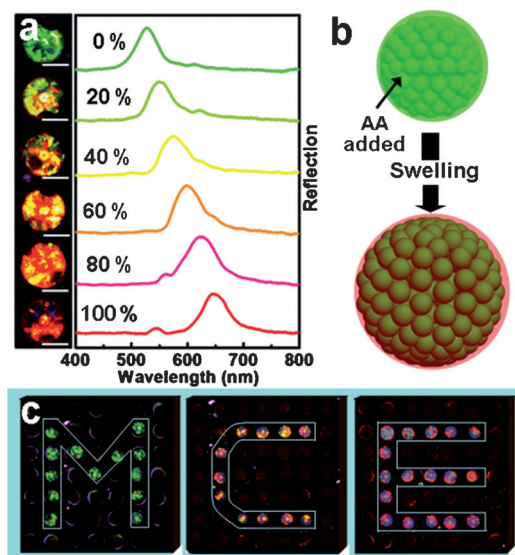 a
0 %
20 %
40 %
60 %
80 %
100 %
Reflection
400 500 600 700 800
Wavelength (nm)
b
AA
added
Swelling
c
M C E